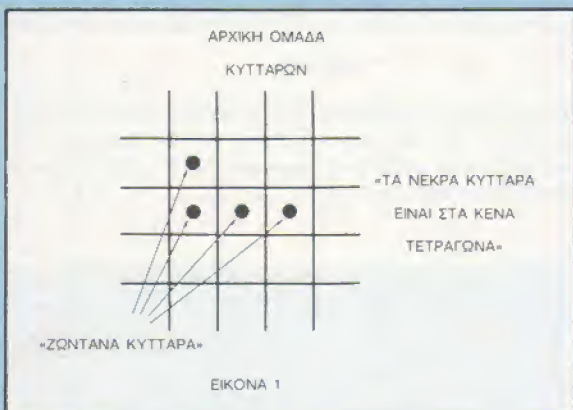 ΑΡΧΙΚΗ ΟΜΑΔΑ
ΚΥΤΤΑΡΩΝ
«ΤΑ ΝΕΚΡΑ ΚΥΤΤΑΡΑ
ΕΙΝΑΙ ΣΤΑ ΚΕΝΑ
ΤΕΤΡΑΓΩΝΑ»
«ΖΩΝΤΑΝΑ ΚΥΤΤΑΡΑ»
ΕΙΚΟΝΑ 1